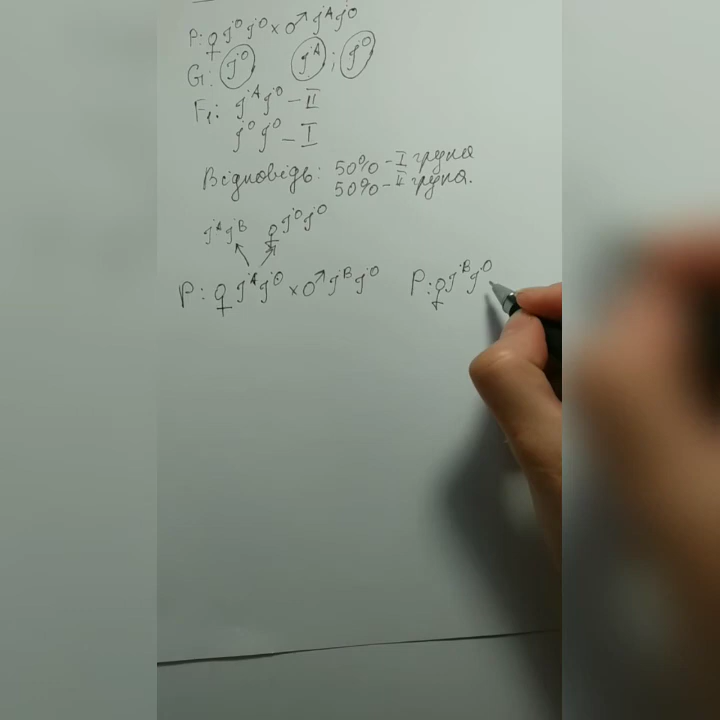 P: ♀ J⁰J⁰ × ♂ JᴬJ⁰
G: J⁰ Jᴬ ; J⁰
F₁: JᴬJ⁰ – II
J⁰J⁰ – I
Відповідь: 50% – I група
50% – II група.
JᴬJᴮ ♀ J⁰J⁰
P: ♀ JᴬJ⁰ × ♂ JᴮJ⁰ P: ♀ JᴮJ⁰